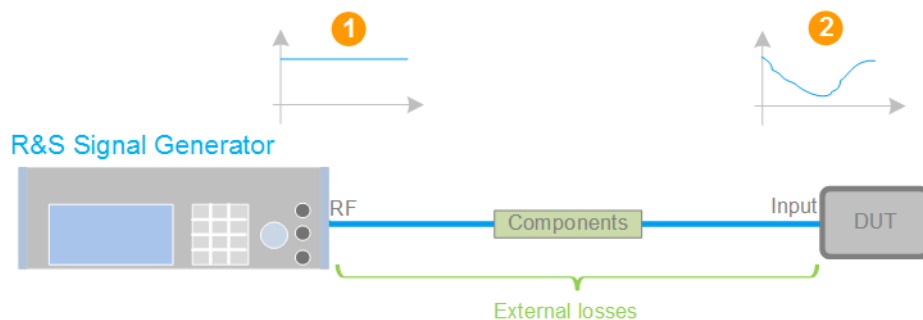 1
2
R&S Signal Generator
RF
Components
Input
DUT
External losses